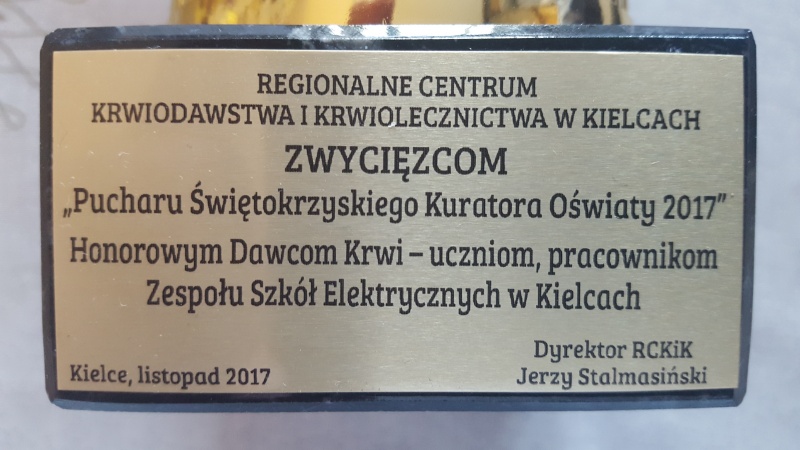 REGIONALNE CENTRUM
KRWIODAWSTWA I KRWIOLECZNICTWA W KIELCACH
ZWYCIĘZCOM
„Pucharu Świętokrzyskiego Kuratora Oświaty 2017”
Honorowym Dawcom Krwi – uczniom, pracownikom
Zespołu Szkół Elektrycznych w Kielcach
Dyrektor RCKiK
Kielce, listopad 2017 Jerzy Stalmasiński